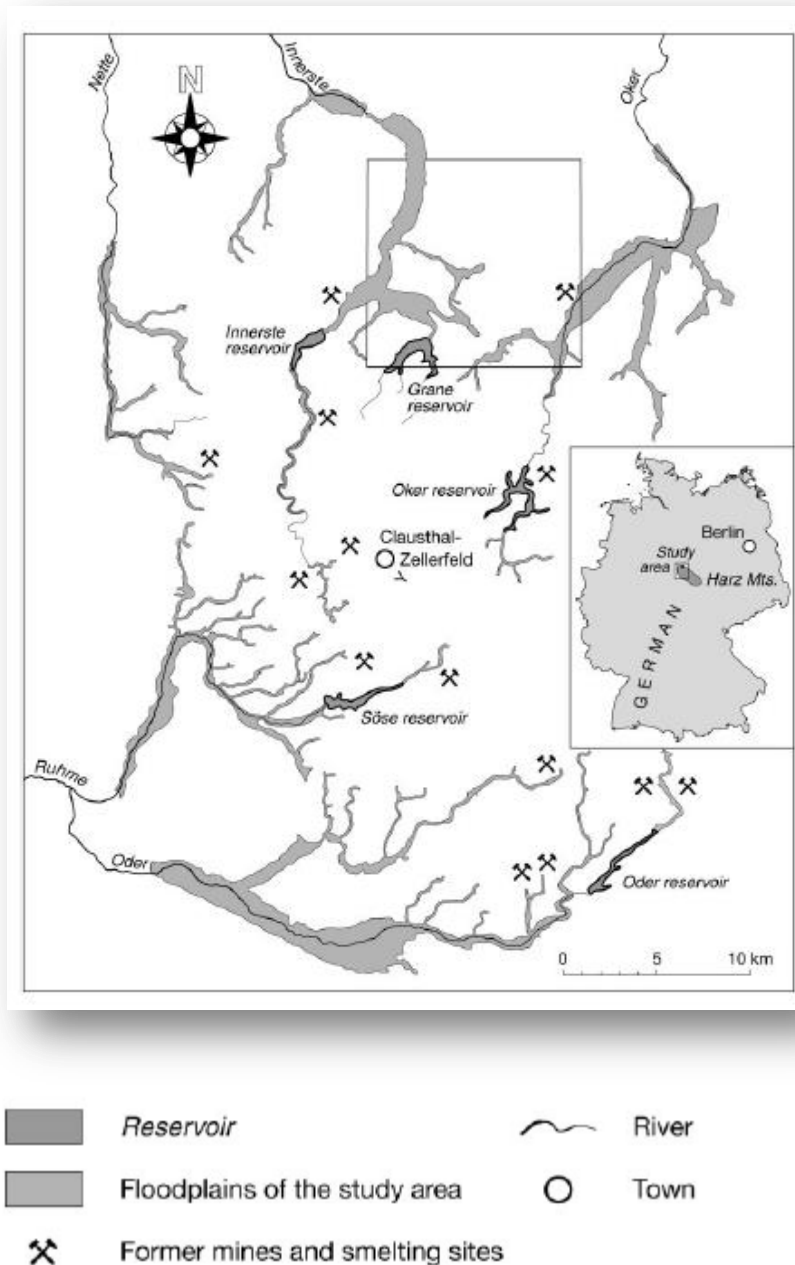 Nette
Innerste
Oker
N
Innerste
reservoir
Grane
reservoir
Oker reservoir
Clausthal-
Zellerfeld
Berlin
Study
area
Harz Mts.
GERMAN
Söse reservoir
Ruhme
Oder
Oder reservoir
0 5 10 km
Reservoir
River
Floodplains of the study area
Town
Former mines and smelting sites